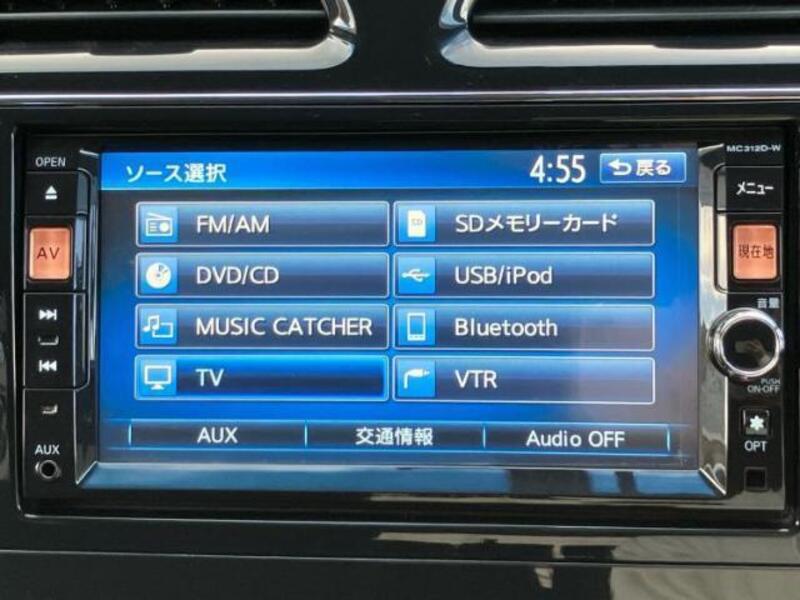 OPEN
MC312D-W
ソース選択 4:55 戻る
メニュー
FM/AM SD SDメモリーカード
AV
現在地
DVD/CD USB/iPod
音量
MUSIC CATCHER Bluetooth
TV VTR
PUSH
ON-OFF
AUX 交通情報 Audio OFF
AUX
OPT